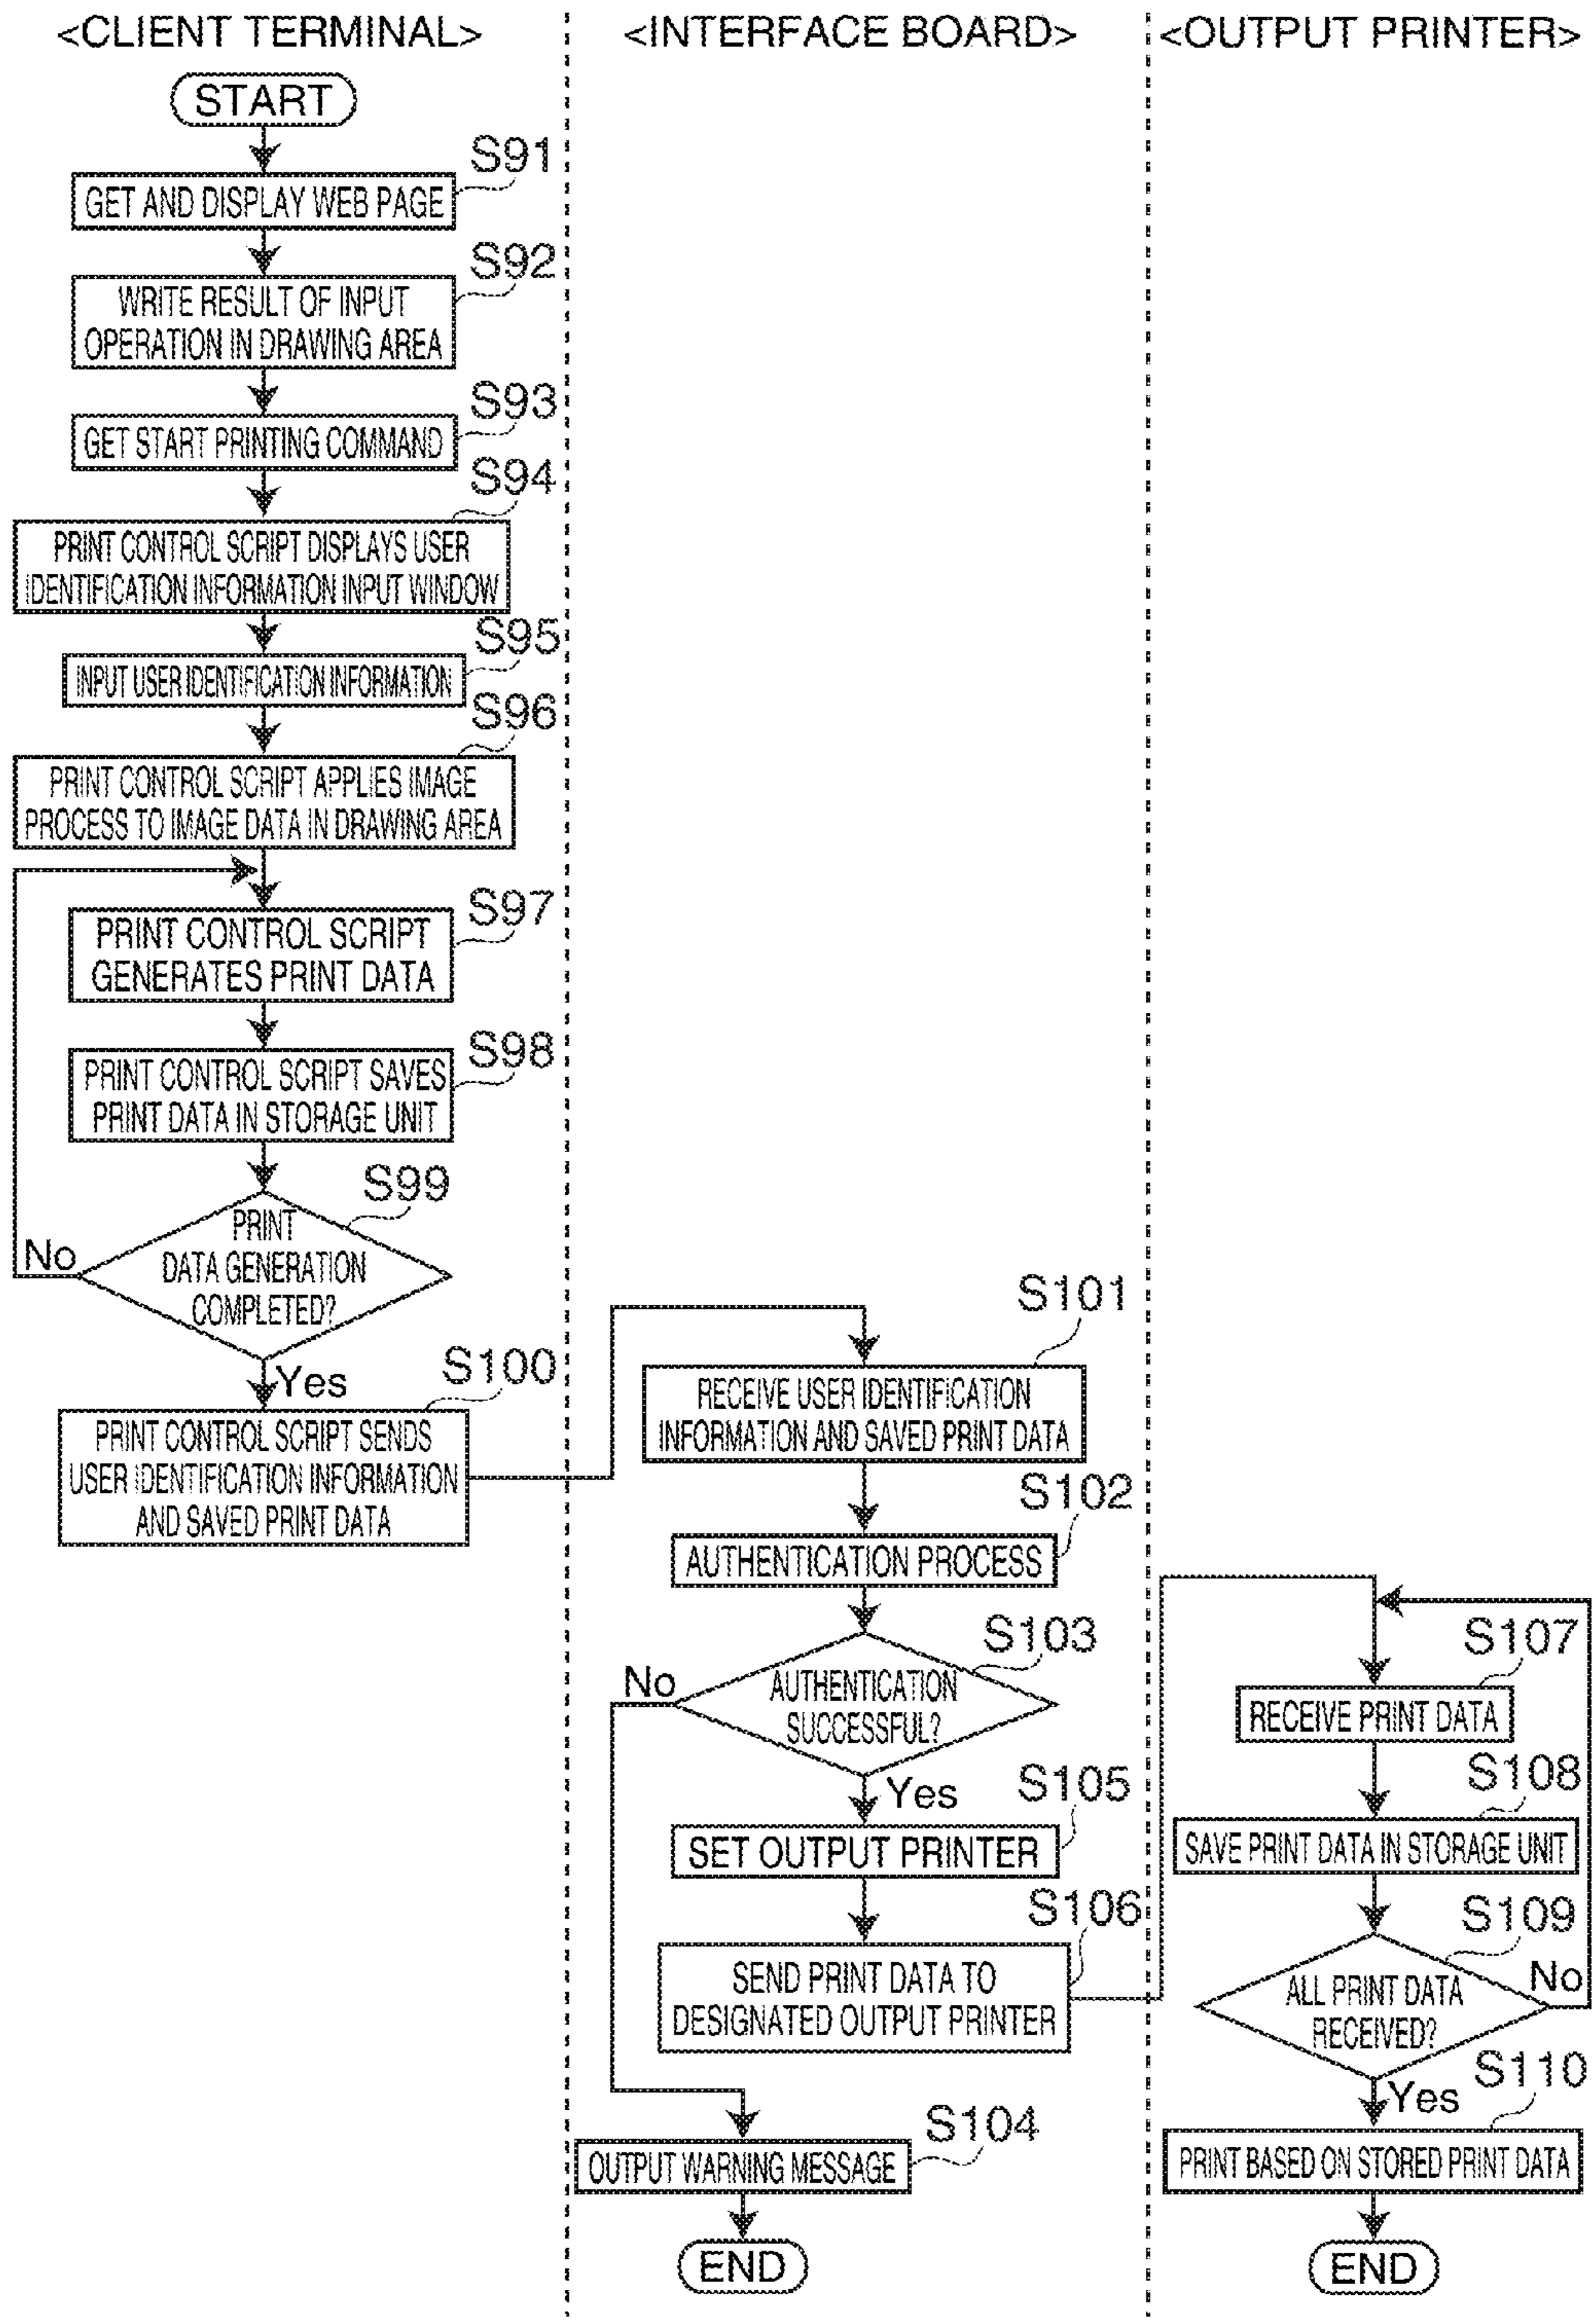 <CLIENT TERMINAL>
START
S91
GET AND DISPLAY WEB PAGE
S92
WRITE RESULT OF INPUT
OPERATION IN DRAWING AREA
S93
GET START PRINTING COMMAND
S94
PRINT CONTROL SCRIPT DISPLAYS USER
IDENTIFICATION INFORMATION INPUT WINDOW
S95
INPUT USER IDENTIFICATION INFORMATION
S96
PRINT CONTROL SCRIPT APPLIES IMAGE
PROCESS TO IMAGE DATA IN DRAWING AREA
S97
PRINT CONTROL SCRIPT
GENERATES PRINT DATA
S98
PRINT CONTROL SCRIPT SAVES
PRINT DATA IN STORAGE UNIT
S99
PRINT
DATA GENERATION
COMPLETED?
No
Yes
S100
PRINT CONTROL SCRIPT SENDS
USER IDENTIFICATION INFORMATION
AND SAVED PRINT DATA
<INTERFACE BOARD>
S101
RECEIVE USER IDENTIFICATION
INFORMATION AND SAVED PRINT DATA
S102
AUTHENTICATION PROCESS
S103
AUTHENTICATION
SUCCESSFUL?
No
Yes
S105
SET OUTPUT PRINTER
S106
SEND PRINT DATA TO
DESIGNATED OUTPUT PRINTER
S104
OUTPUT WARNING MESSAGE
END
<OUTPUT PRINTER>
S107
RECEIVE PRINT DATA
S108
SAVE PRINT DATA IN STORAGE UNIT
S109
ALL PRINT DATA
RECEIVED?
No
Yes
S110
PRINT BASED ON STORED PRINT DATA
END